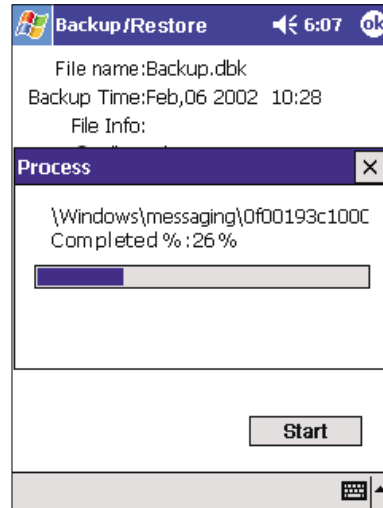 Backup/Restore 6:07 ok
File name:Backup.dbk
Backup Time:Feb,06 2002 10:28
File Info:
Process
\Windows\messaging\0f00193c100C
Completed %:26%
Start